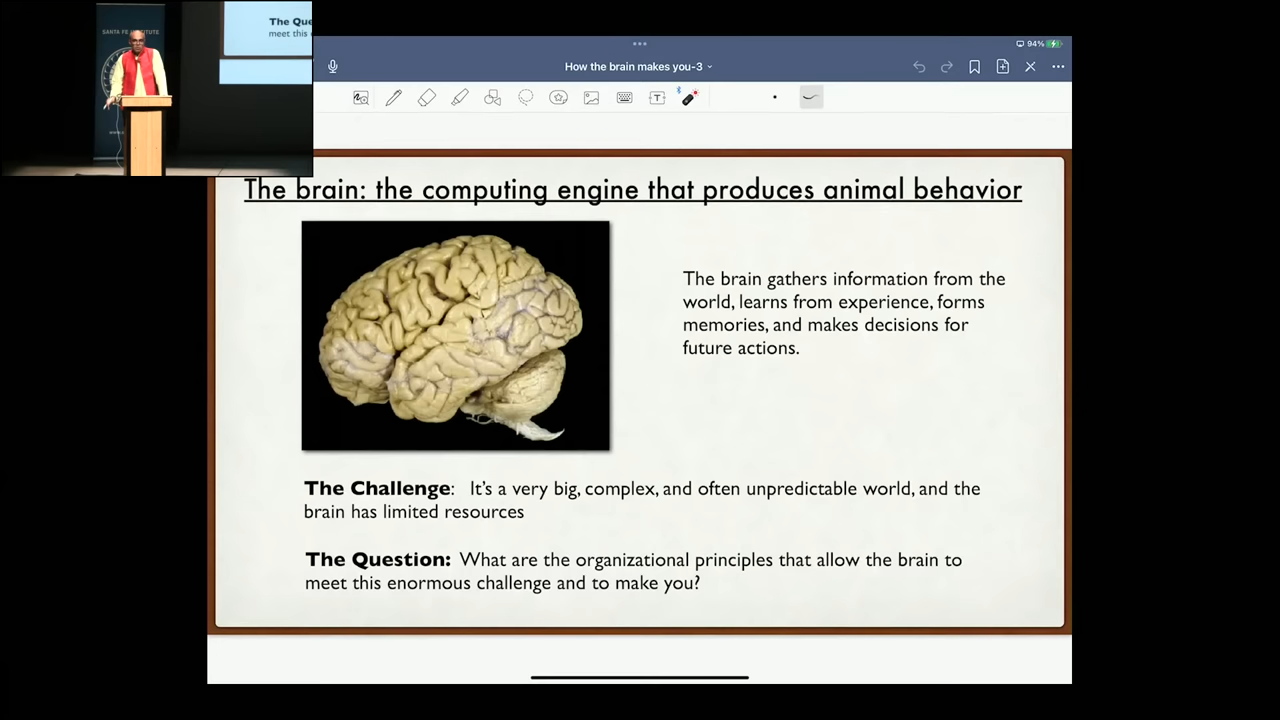 SANTA FE INSTITUTE
The Que
meet this
94%
How the brain makes you-3
T
The brain: the computing engine that produces animal behavior
The brain gathers information from the
world, learns from experience, forms
memories, and makes decisions for
future actions.
The Challenge: It's a very big, complex, and often unpredictable world, and the
brain has limited resources
The Question: What are the organizational principles that allow the brain to
meet this enormous challenge and to make you?